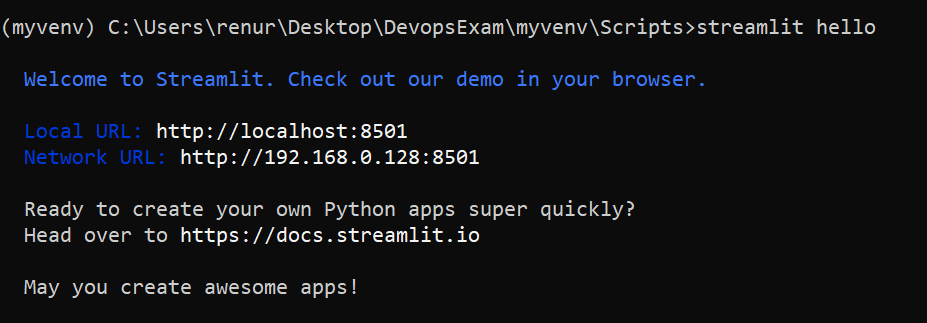 (myvenv) C:\Users\renur\Desktop\DevopsExam\myvenv\Scripts>streamlit hello
Welcome to Streamlit. Check out our demo in your browser.
Local URL: http://localhost:8501
Network URL: http://192.168.0.128:8501
Ready to create your own Python apps super quickly?
Head over to https://docs.streamlit.io
May you create awesome apps!